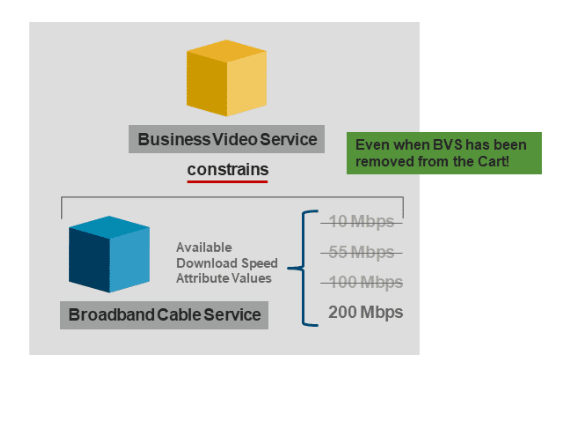 Business Video Service
Even when BVS has been
removed from the Cart!
constrains
10 Mbps
55 Mbps
100 Mbps
200 Mbps
Available
Download Speed
Attribute Values
Broadband Cable Service